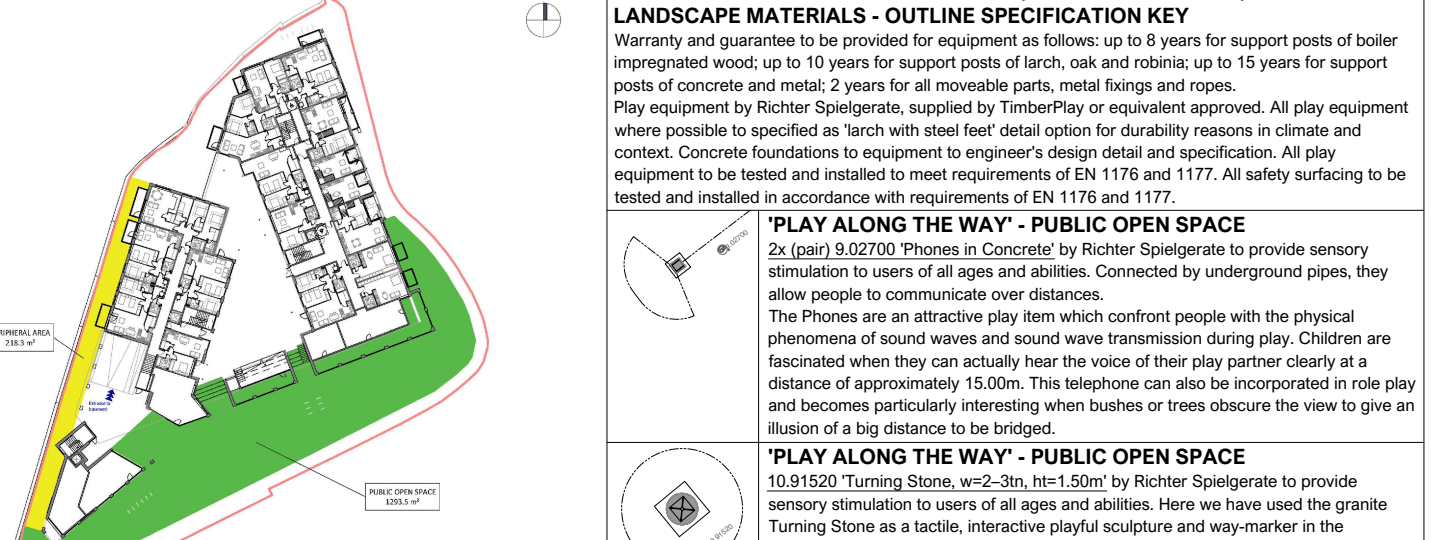 RIPHERAL AREA
218.3 m²
Entrance to
basement
PUBLIC OPEN SPACE
1293.5 m²
LANDSCAPE MATERIALS - OUTLINE SPECIFICATION KEY
Warranty and guarantee to be provided for equipment as follows: up to 8 years for support posts of boiler
impregnated wood; up to 10 years for support posts of larch, oak and robinia; up to 15 years for support
posts of concrete and metal; 2 years for all moveable parts, metal fixings and ropes.
Play equipment by Richter Spielgerate, supplied by TimberPlay or equivalent approved. All play equipment
where possible to specified as 'larch with steel feet' detail option for durability reasons in climate and
context. Concrete foundations to equipment to engineer's design detail and specification. All play
equipment to be tested and installed to meet requirements of EN 1176 and 1177. All safety surfacing to be
tested and installed in accordance with requirements of EN 1176 and 1177.
9.02700
'PLAY ALONG THE WAY' - PUBLIC OPEN SPACE
2x (pair) 9.02700 'Phones in Concrete' by Richter Spielgerate to provide sensory
stimulation to users of all ages and abilities. Connected by underground pipes, they
allow people to communicate over distances.
The Phones are an attractive play item which confront people with the physical
phenomena of sound waves and sound wave transmission during play. Children are
fascinated when they can actually hear the voice of their play partner clearly at a
distance of approximately 15.00m. This telephone can also be incorporated in role play
and becomes particularly interesting when bushes or trees obscure the view to give an
illusion of a big distance to be bridged.
10.91520
'PLAY ALONG THE WAY' - PUBLIC OPEN SPACE
10.91520 'Turning Stone, w=2–3tn, ht=1.50m' by Richter Spielgerate to provide
sensory stimulation to users of all ages and abilities. Here we have used the granite
Turning Stone as a tactile, interactive playful sculpture and way-marker in the